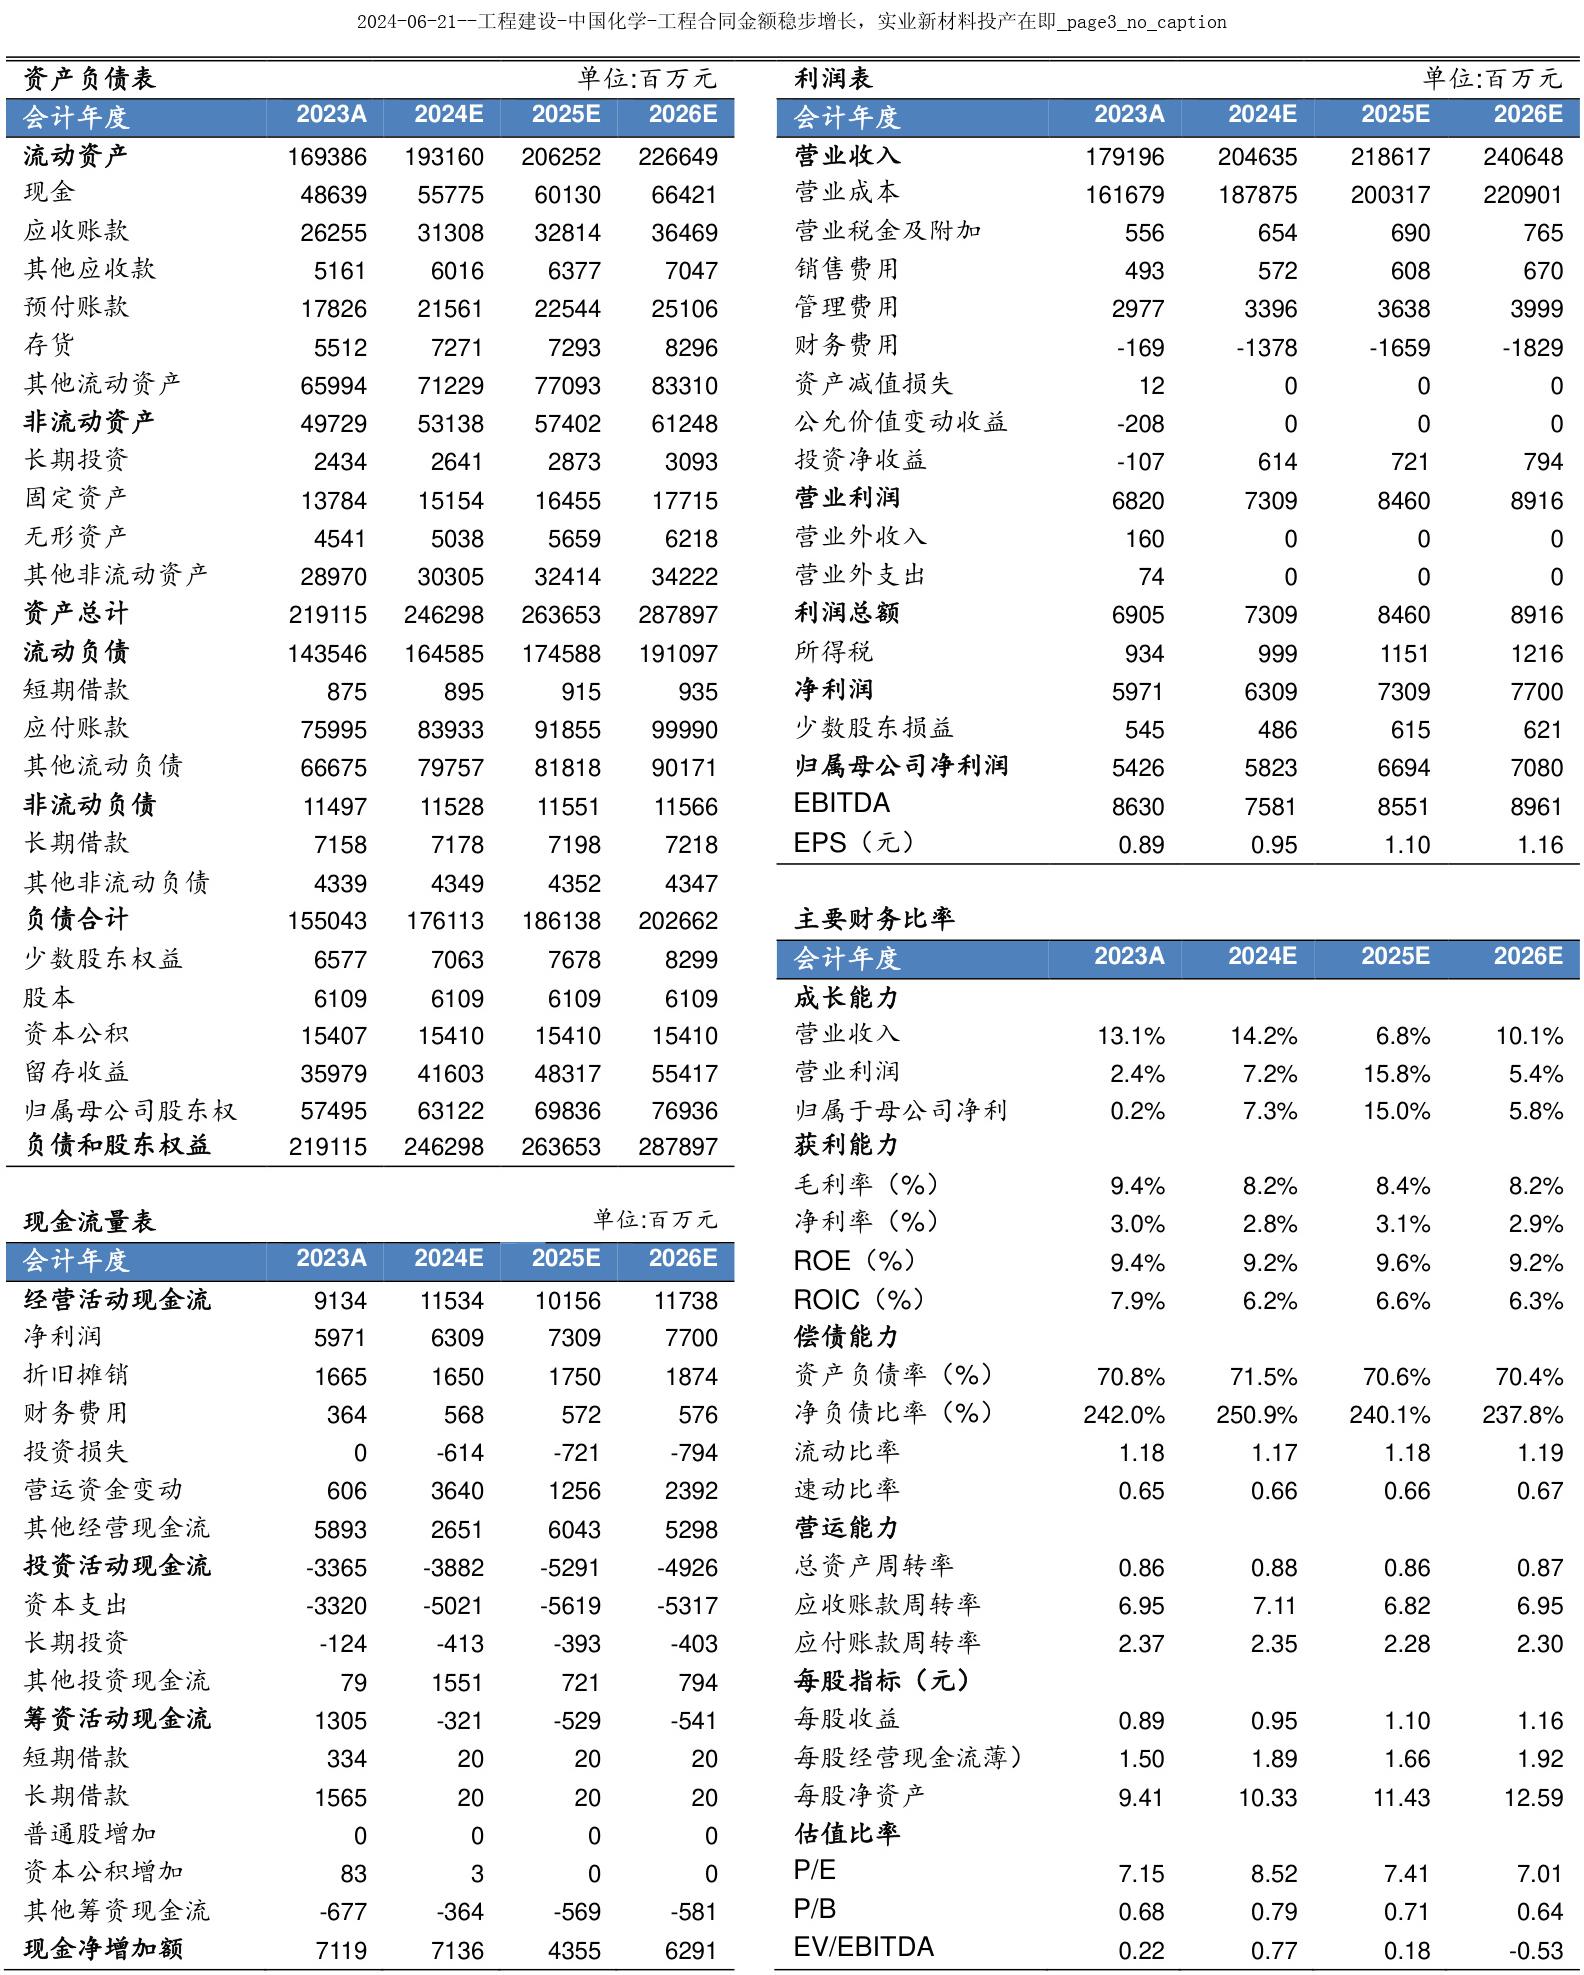 2024-06-21--工程建设-中国化学-工程合同金额稳步增长，实业新材料投产在即_page3_no_caption
资产负债表 单位:百万元
会计年度 2023A 2024E 2025E 2026E
流动资产 169386 193160 206252 226649
现金 48639 55775 60130 66421
应收账款 26255 31308 32814 36469
其他应收款 5161 6016 6377 7047
预付账款 17826 21561 22544 25106
存货 5512 7271 7293 8296
其他流动资产 65994 71229 77093 83310
非流动资产 49729 53138 57402 61248
长期投资 2434 2641 2873 3093
固定资产 13784 15154 16455 17715
无形资产 4541 5038 5659 6218
其他非流动资产 28970 30305 32414 34222
资产总计 219115 246298 263653 287897
流动负债 143546 164585 174588 191097
短期借款 875 895 915 935
应付账款 75995 83933 91855 99990
其他流动负债 66675 79757 81818 90171
非流动负债 11497 11528 11551 11566
长期借款 7158 7178 7198 7218
其他非流动负债 4339 4349 4352 4347
负债合计 155043 176113 186138 202662
少数股东权益 6577 7063 7678 8299
股本 6109 6109 6109 6109
资本公积 15407 15410 15410 15410
留存收益 35979 41603 48317 55417
归属母公司股东权 57495 63122 69836 76936
负债和股东权益 219115 246298 263653 287897
现金流量表 单位:百万元
会计年度 2023A 2024E 2025E 2026E
经营活动现金流 9134 11534 10156 11738
净利润 5971 6309 7309 7700
折旧摊销 1665 1650 1750 1874
财务费用 364 568 572 576
投资损失 0 -614 -721 -794
营运资金变动 606 3640 1256 2392
其他经营现金流 5893 2651 6043 5298
投资活动现金流 -3365 -3882 -5291 -4926
资本支出 -3320 -5021 -5619 -5317
长期投资 -124 -413 -393 -403
其他投资现金流 79 1551 721 794
筹资活动现金流 1305 -321 -529 -541
短期借款 334 20 20 20
长期借款 1565 20 20 20
普通股增加 0 0 0 0
资本公积增加 83 3 0 0
其他筹资现金流 -677 -364 -569 -581
现金净增加额 7119 7136 4355 6291
利润表 单位:百万元
会计年度 2023A 2024E 2025E 2026E
营业收入 179196 204635 218617 240648
营业成本 161679 187875 200317 220901
营业税金及附加 556 654 690 765
销售费用 493 572 608 670
管理费用 2977 3396 3638 3999
财务费用 -169 -1378 -1659 -1829
资产减值损失 12 0 0 0
公允价值变动收益 -208 0 0 0
投资净收益 -107 614 721 794
营业利润 6820 7309 8460 8916
营业外收入 160 0 0 0
营业外支出 74 0 0 0
利润总额 6905 7309 8460 8916
所得税 934 999 1151 1216
净利润 5971 6309 7309 7700
少数股东损益 545 486 615 621
归属母公司净利润 5426 5823 6694 7080
EBITDA 8630 7581 8551 8961
EPS（元） 0.89 0.95 1.10 1.16
主要财务比率
会计年度 2023A 2024E 2025E 2026E
成长能力
营业收入 13.1% 14.2% 6.8% 10.1%
营业利润 2.4% 7.2% 15.8% 5.4%
归属于母公司净利 0.2% 7.3% 15.0% 5.8%
获利能力
毛利率（%） 9.4% 8.2% 8.4% 8.2%
净利率（%） 3.0% 2.8% 3.1% 2.9%
ROE（%） 9.4% 9.2% 9.6% 9.2%
ROIC（%） 7.9% 6.2% 6.6% 6.3%
偿债能力
资产负债率（%） 70.8% 71.5% 70.6% 70.4%
净负债比率（%） 242.0% 250.9% 240.1% 237.8%
流动比率 1.18 1.17 1.18 1.19
速动比率 0.65 0.66 0.66 0.67
营运能力
总资产周转率 0.86 0.88 0.86 0.87
应收账款周转率 6.95 7.11 6.82 6.95
应付账款周转率 2.37 2.35 2.28 2.30
每股指标（元）
每股收益 0.89 0.95 1.10 1.16
每股经营现金流薄） 1.50 1.89 1.66 1.92
每股净资产 9.41 10.33 11.43 12.59
估值比率
P/E 7.15 8.52 7.41 7.01
P/B 0.68 0.79 0.71 0.64
EV/EBITDA 0.22 0.77 0.18 -0.53